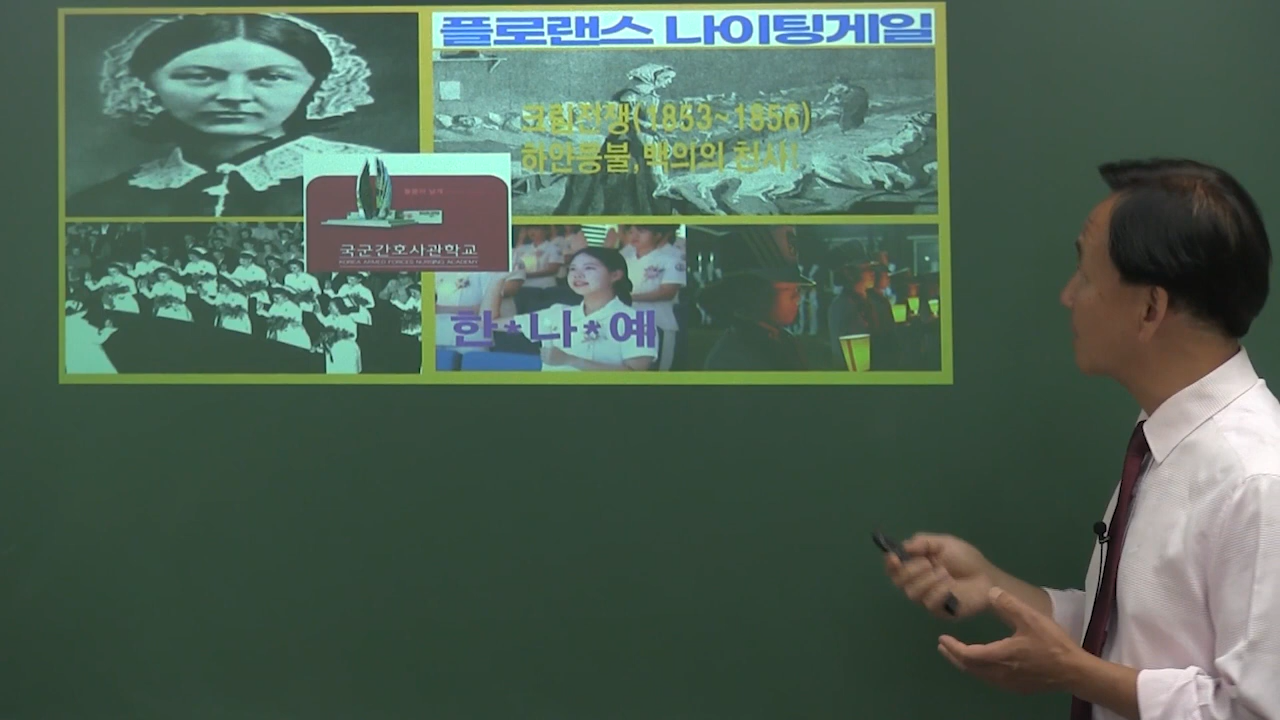 플로랜스 나이팅게일
크림전쟁(1853~1856)
하얀등불,백의의 천사!
국군간호사관학교
KOREA ARMED FORCES NURSING ACADEMY
한*나*예